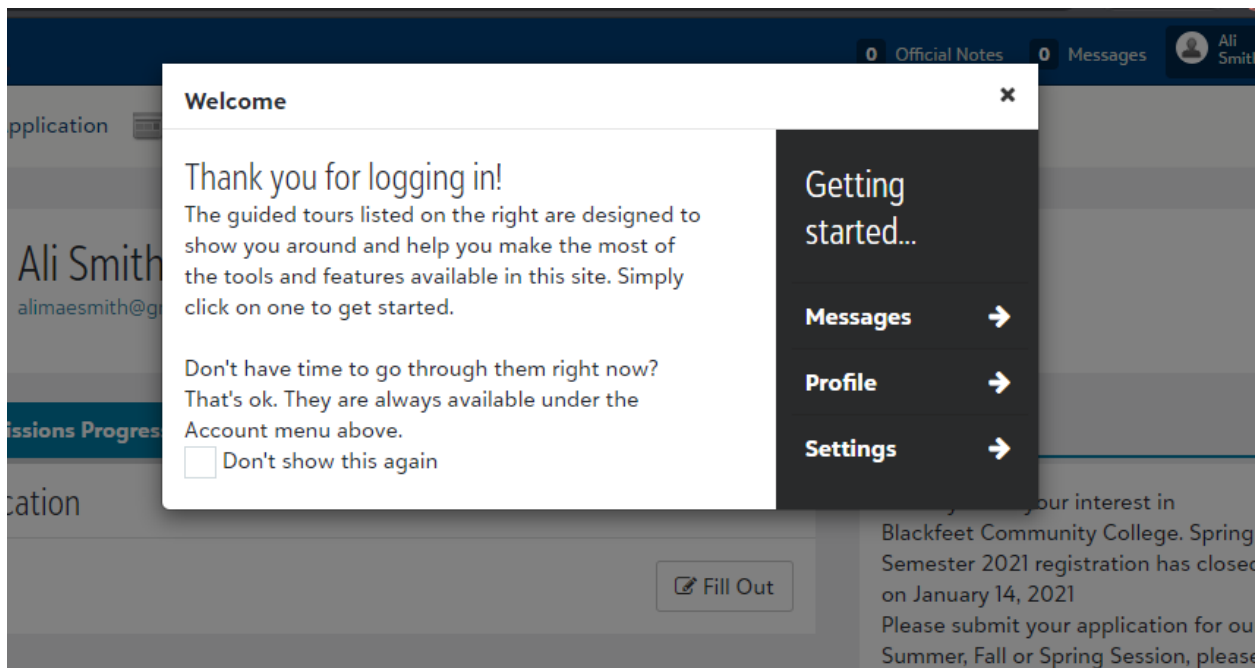 0 Official Notes 0 Messages Ali
Smith
pplication
Welcome
Thank you for logging in!
The guided tours listed on the right are designed to
show you around and help you make the most of
the tools and features available in this site. Simply
click on one to get started.
Don't have time to go through them right now?
That's ok. They are always available under the
Account menu above.
Don't show this again
Getting
started...
Messages
Profile
Settings
Ali Smith
alimaesmith@g
issions Progres
cation
Fill Out
your interest in
Blackfeet Community College. Spring
Semester 2021 registration has closed
on January 14, 2021
Please submit your application for ou
Summer, Fall or Spring Session, please